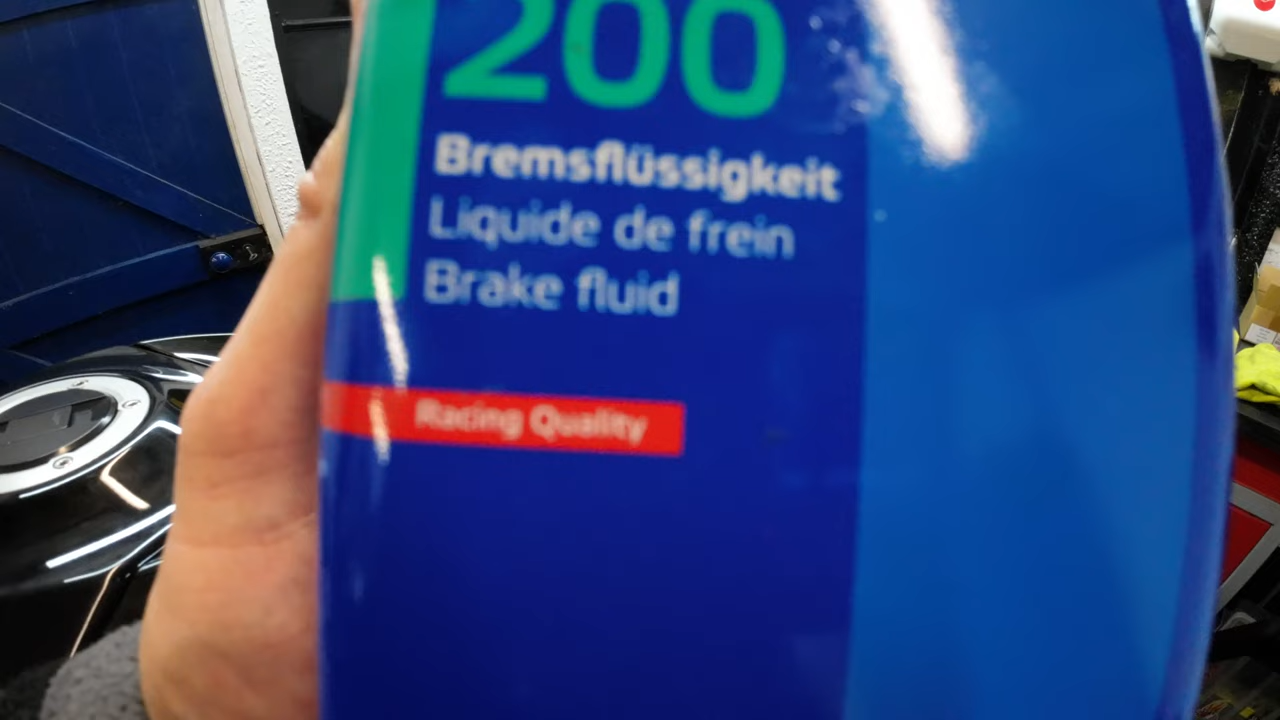 200
Bremsflüssigkeit
Liquide de frein
Brake fluid
Racing Quality